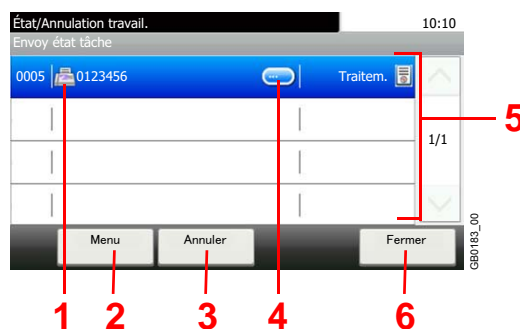 État/Annulation travail. 10:10
Envoy état tâche
0005 0123456 ... Traitem.
5
1/1
Menu Annuler Fermer
GB0183_00
1 2 3 4 6